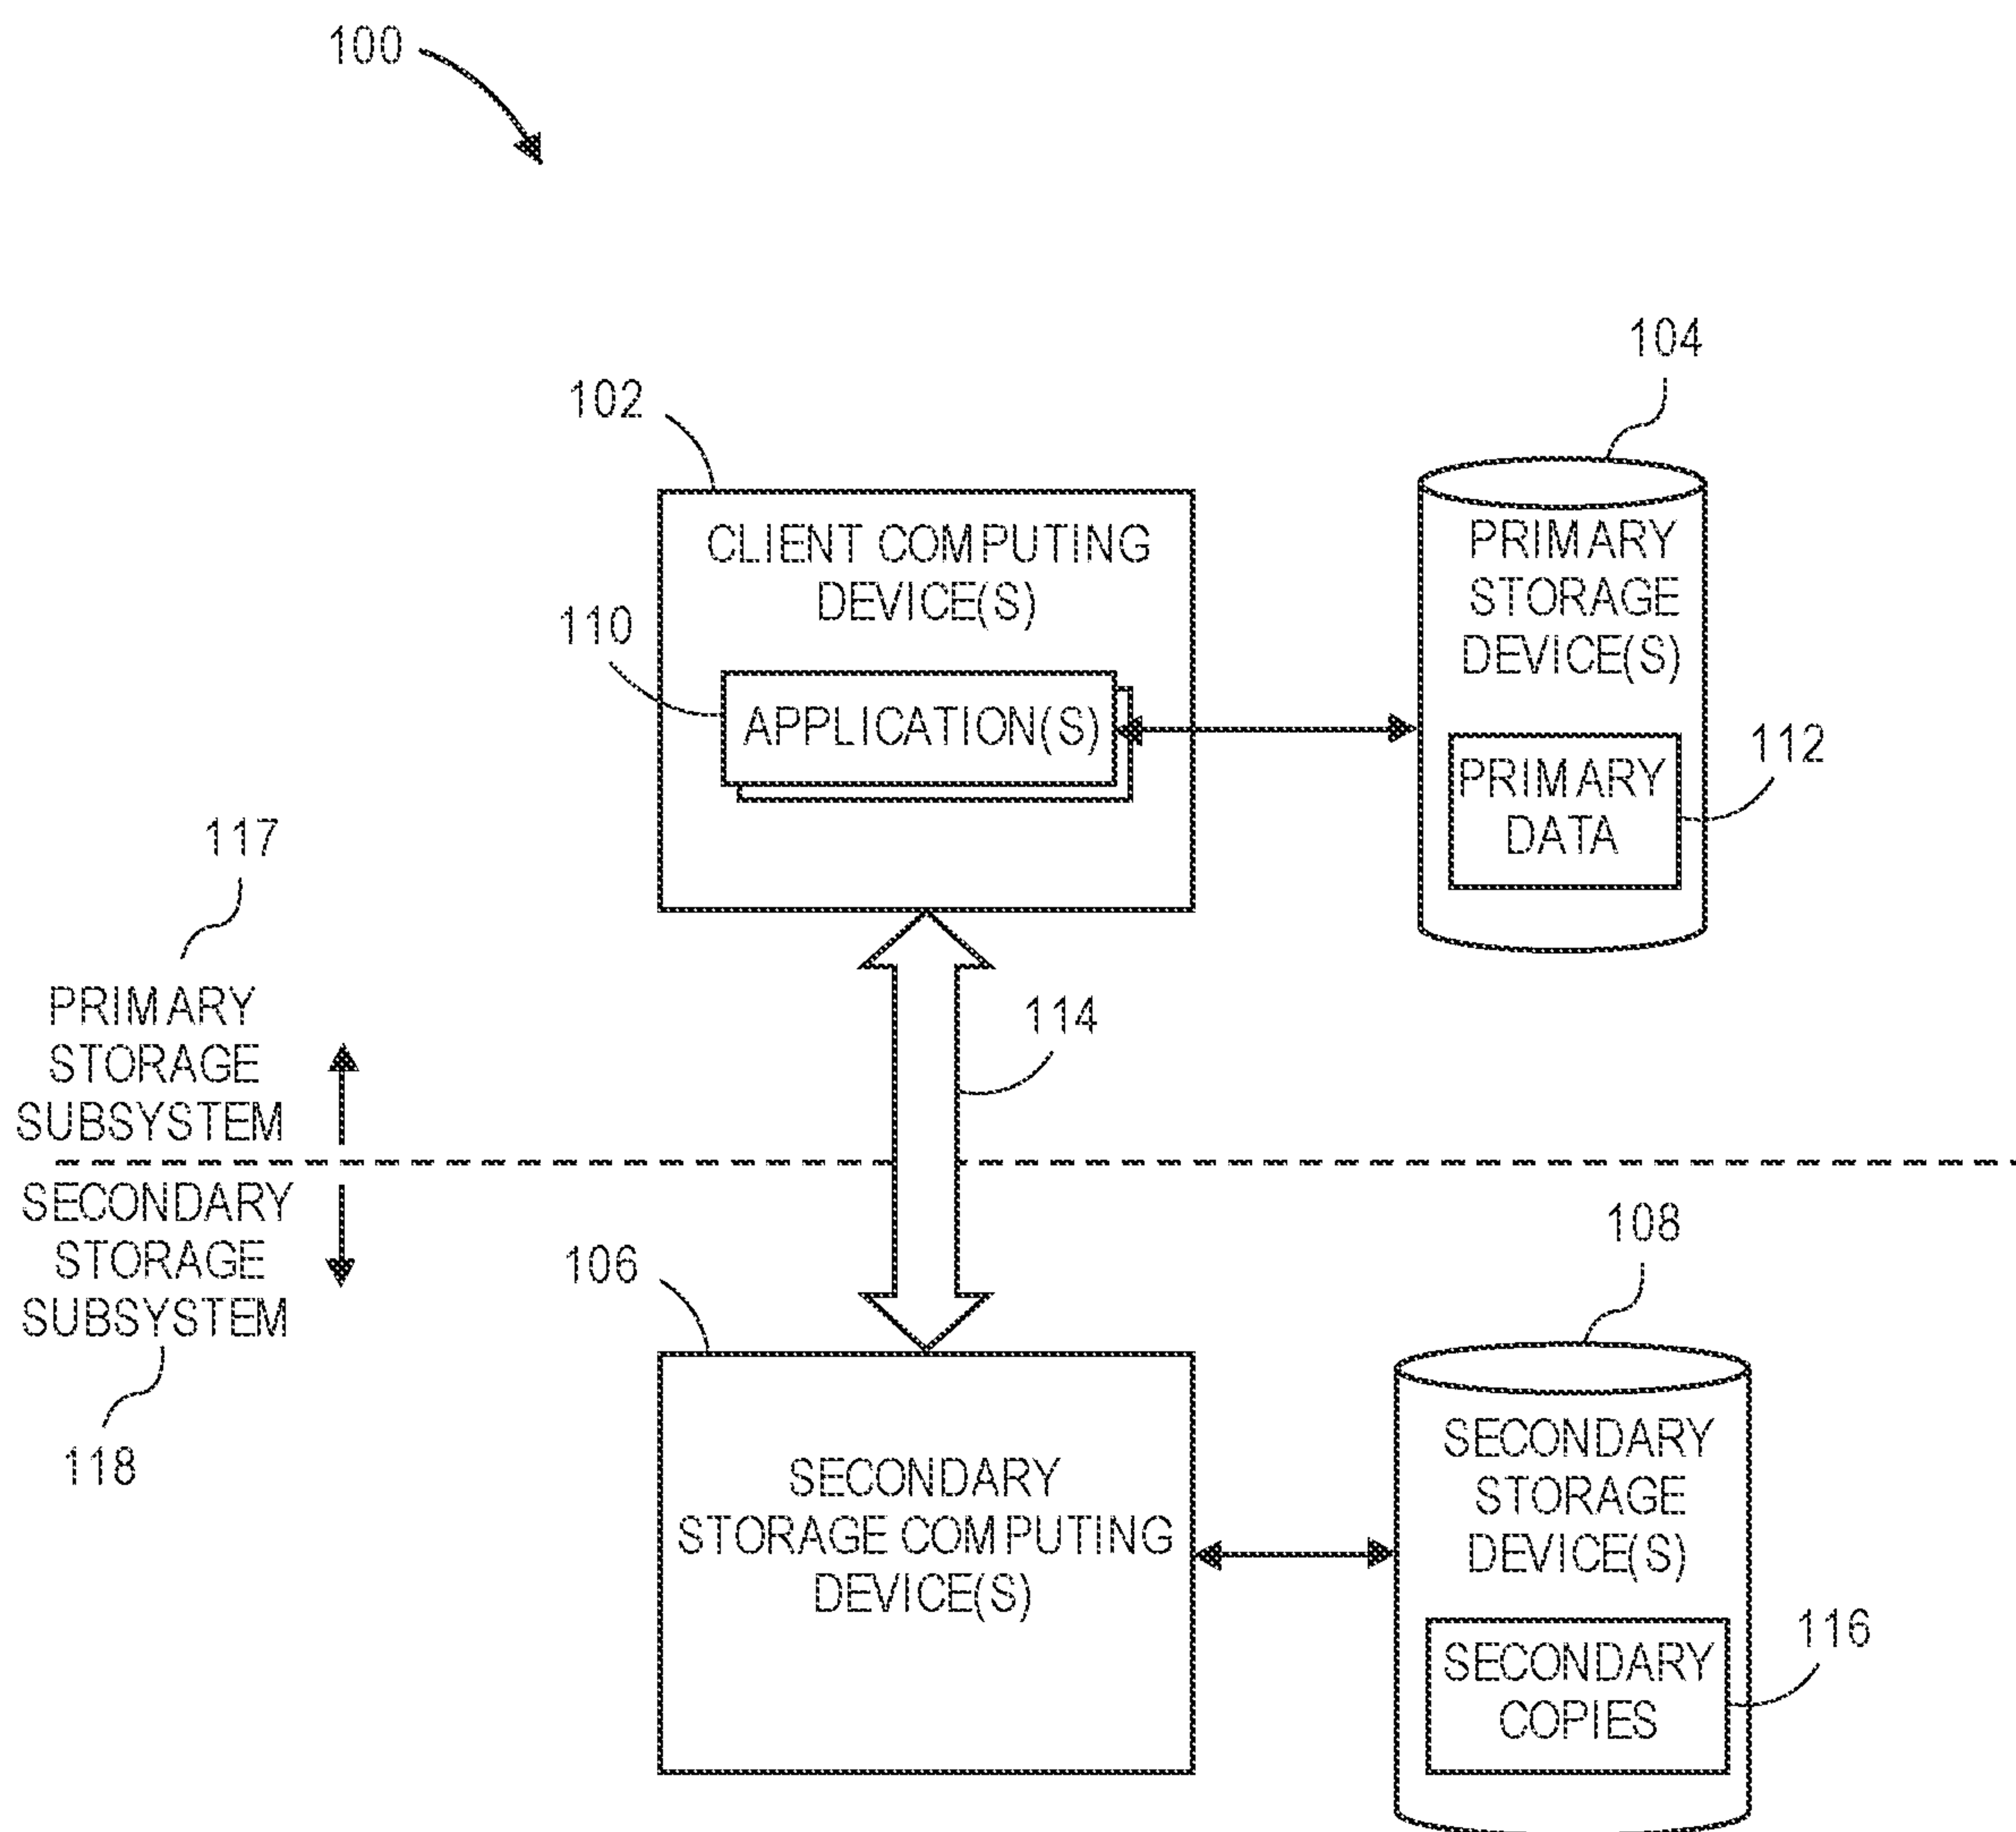 100
104
102
CLIENT COMPUTING
DEVICE(S)
PRIMARY
STORAGE
DEVICE(S)
110
APPLICATION(S)
PRIMARY
DATA
112
117
PRIMARY
STORAGE
SUBSYSTEM
114
SECONDARY
STORAGE
SUBSYSTEM
118
106
108
SECONDARY
STORAGE COMPUTING
DEVICE(S)
SECONDARY
STORAGE
DEVICE(S)
SECONDARY
COPIES
116